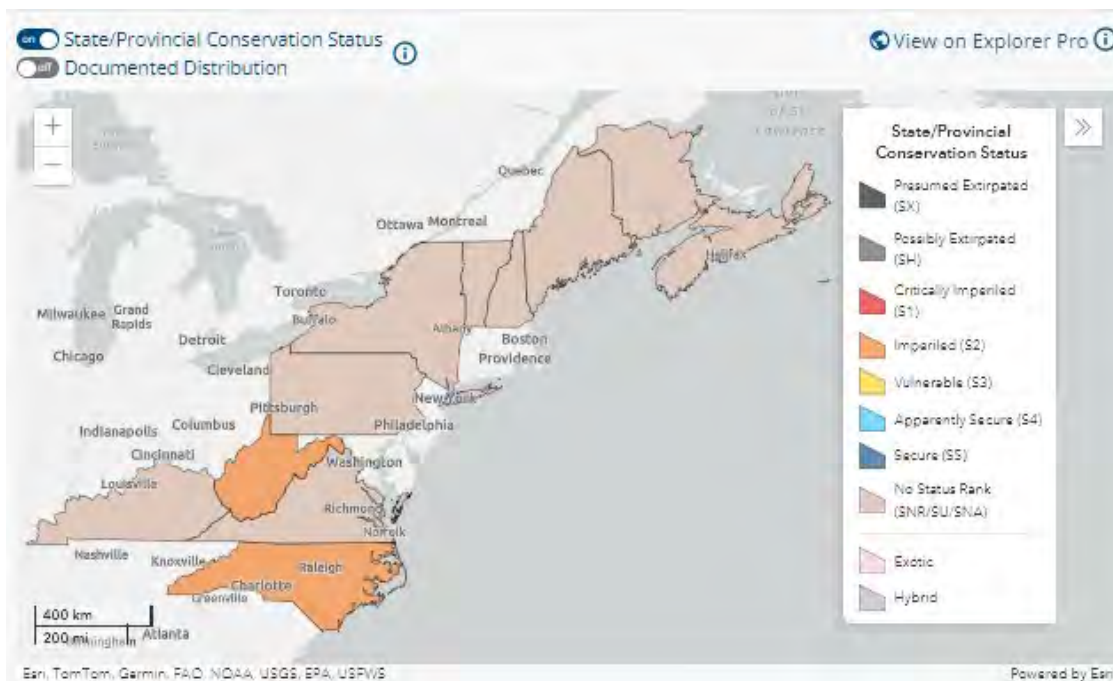 on State/Provincial Conservation Status
off Documented Distribution
View on Explorer Pro
+
−
Quebec
Ottawa Montreal
Halifax
Toronto
Milwaukee Grand
Rapids
Buffalo
Albany
Detroit
Boston
Chicago
Providence
Cleveland
New York
Pittsburgh
Columbus
Philadelphia
Indianapolis
Cincinnati
Washington
Louisville
Richmond
Norfolk
Nashville
Knoxville
Raleigh
Charlotte
Greenville
400 km
200 mi
Atlanta
State/Provincial
Conservation Status
Presumed Extirpated
(SX)
Possibly Extirpated
(SH)
Critically Imperiled
(S1)
Imperiled (S2)
Vulnerable (S3)
Apparently Secure (S4)
Secure (S5)
No Status Rank
(SNR/SU/SNA)
Exotic
Hybrid
Esri, TomTom, Garmin, FAO, NOAA, USGS, EPA, USFWS
Powered by Esri